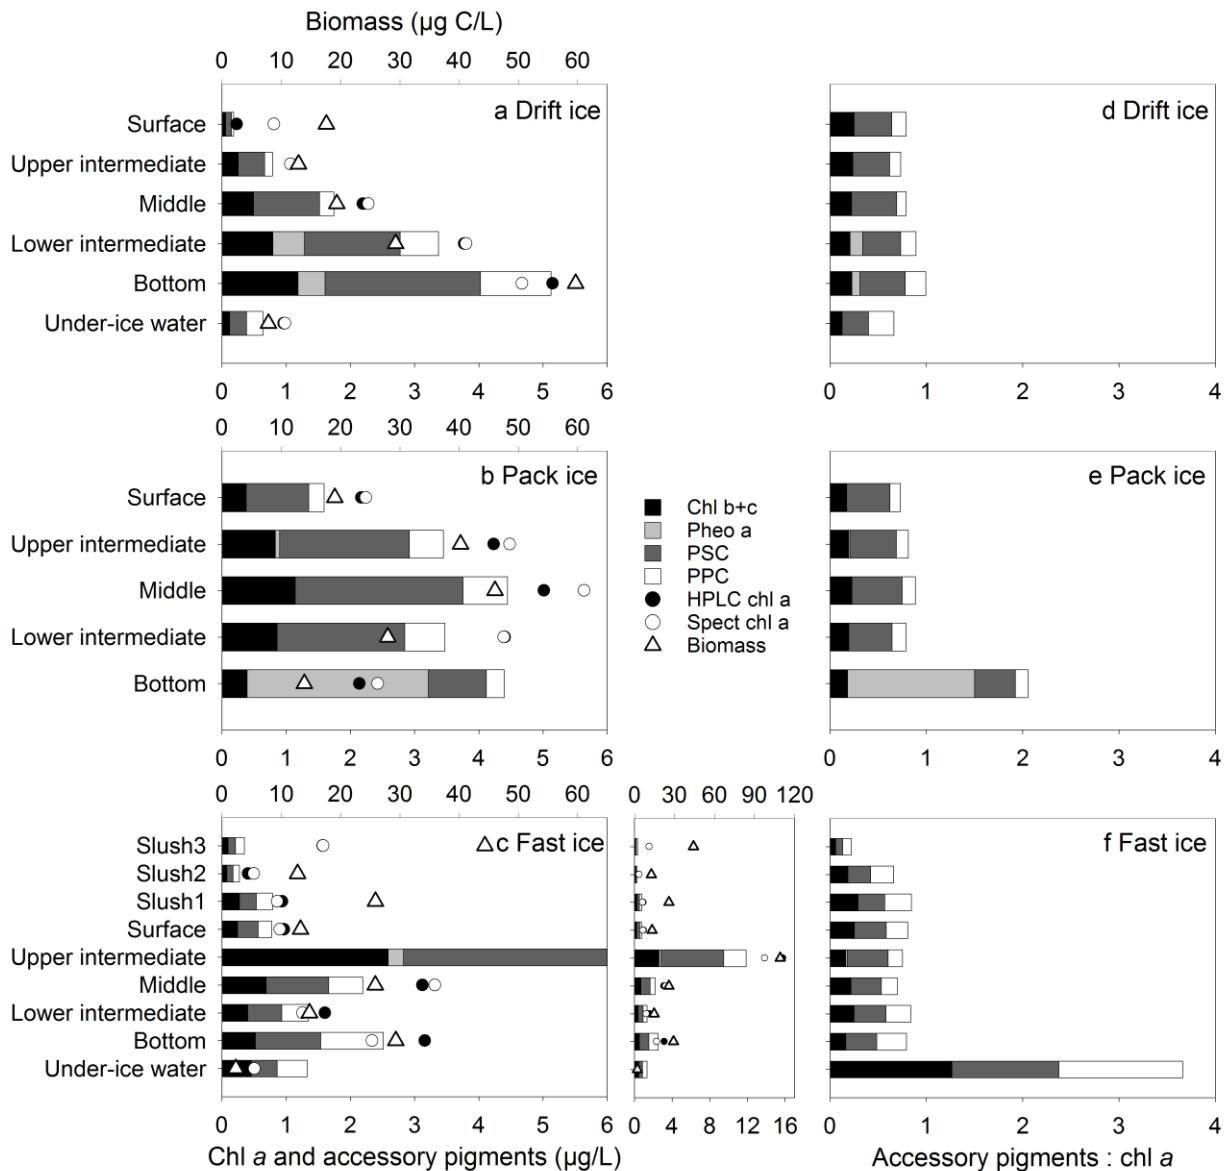 Biomass (µg C/L)
0 10 20 30 40 50 60
a Drift ice
d Drift ice
Surface
Upper intermediate
Middle
Lower intermediate
Bottom
Under-ice water
0 1 2 3 4 5 6
0 1 2 3 4
0 10 20 30 40 50 60
b Pack ice
e Pack ice
Surface
Upper intermediate
Middle
Lower intermediate
Bottom
Chl b+c
Pheo a
PSC
PPC
HPLC chl a
Spect chl a
Biomass
0 1 2 3 4 5 6
0 1 2 3 4
0 10 20 30 40 50 60
0 30 60 90 120
c Fast ice
f Fast ice
Slush3
Slush2
Slush1
Surface
Upper intermediate
Middle
Lower intermediate
Bottom
Under-ice water
0 1 2 3 4 5 6
0 4 8 12 16
0 1 2 3 4
Chl a and accessory pigments (µg/L)
Accessory pigments : chl a